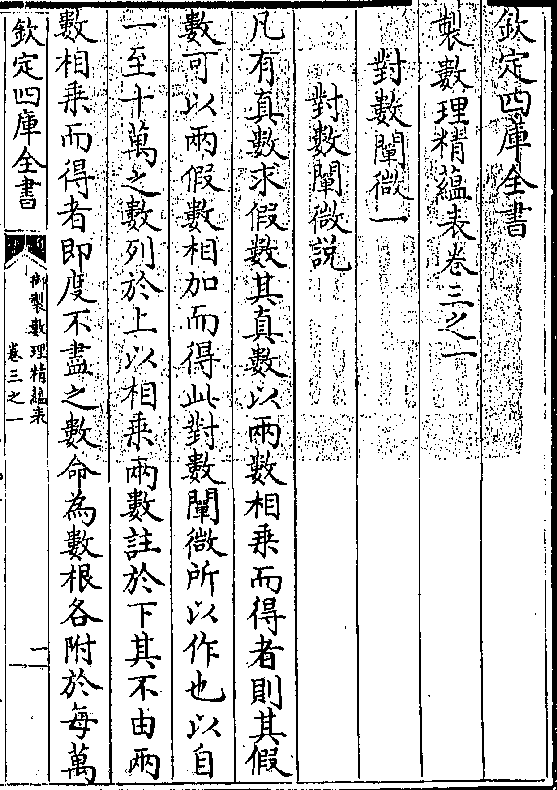 欽定四庫全書
製數理精蘊表卷三之一
對數闡微一
對數闡微說
凡有真數求假數其真數以兩數相乗而得者則其假
數可以兩假數相加而得此對數闡微所以作也以自
一至十萬之數列於上以相乗兩數註於下其不由兩
數相乗而得者即度不盡之數命為數根各附於每萬
欽定四庫全書
御製數理精蘊表
卷三之一
二